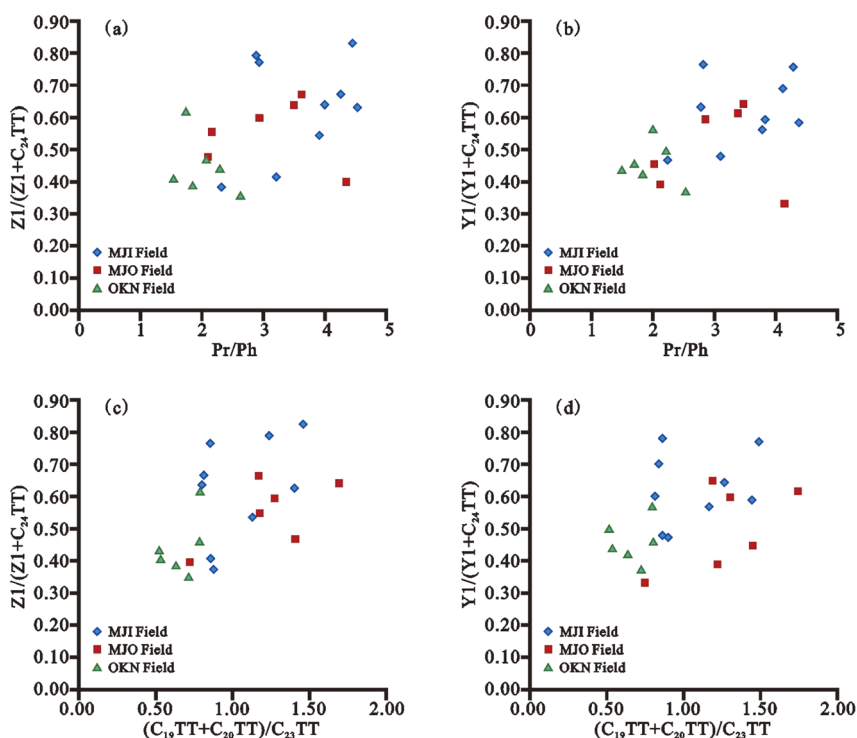 (a)
0.90
0.80
0.70
0.60
0.50
0.40
0.30
0.20
0.10
0.00
Z1/(Z1+C₂₄TT)
MJI Field
MJO Field
OKN Field
0 1 2 3 4 5
Pr/Ph
(b)
0.90
0.80
0.70
0.60
0.50
0.40
0.30
0.20
0.10
0.00
Y1/(Y1+C₂₄TT)
MJI Field
MJO Field
OKN Field
0 1 2 3 4 5
Pr/Ph
(c)
0.90
0.80
0.70
0.60
0.50
0.40
0.30
0.20
0.10
0.00
Z1/(Z1+C₂₄TT)
MJI Field
MJO Field
OKN Field
0.00 0.50 1.00 1.50 2.00
(C₁₉TT+C₂₀TT)/C₂₃TT
(d)
0.90
0.80
0.70
0.60
0.50
0.40
0.30
0.20
0.10
0.00
Y1/(Y1+C₂₄TT)
MJI Field
MJO Field
OKN Field
0.00 0.50 1.00 1.50 2.00
(C₁₉TT+C₂₀TT)/C₂₃TT